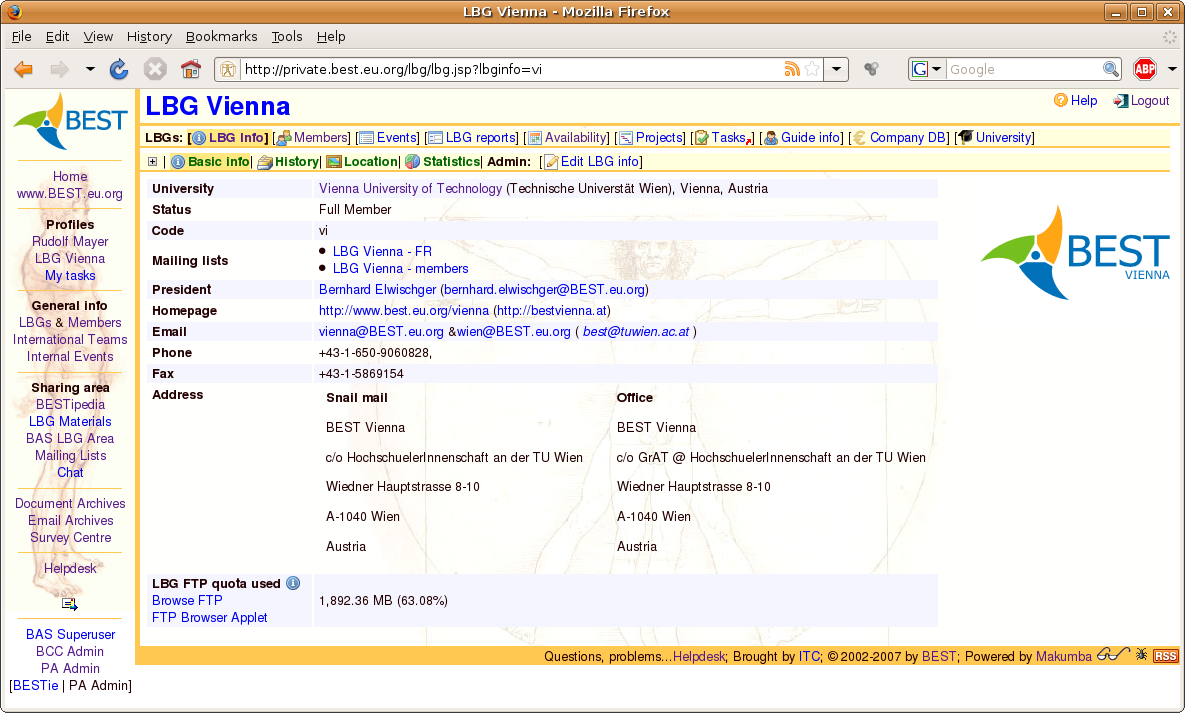 LBG Vienna - Mozilla Firefox
File Edit View History Bookmarks Tools Help
http://private.best.eu.org/lbg/lbg.jsp?lbginfo=vi
G Google ABP
BEST
Home
www.BEST.eu.org
Profiles
Rudolf Mayer
LBG Vienna
My tasks
General info
LBGs & Members
International Teams
Internal Events
Sharing area
BESTipedia
LBG Materials
BAS LBG Area
Mailing Lists
Chat
Document Archives
Email Archives
Survey Centre
Helpdesk
BAS Superuser
BCC Admin
PA Admin
[BESTie | PA Admin]
LBG Vienna Help Logout
LBGs: [LBG Info] [Members] [Events] [LBG reports] [Availability] [Projects] [Tasks] [Guide info] [Company DB] [University]
| Basic info| History| Location| Statistics| Admin: [Edit LBG info]
University Vienna University of Technology (Technische Universtät Wien), Vienna, Austria
Status Full Member
Code vi
Mailing lists
• LBG Vienna - FR
• LBG Vienna - members
President Bernhard Elwischger (bernhard.elwischger@BEST.eu.org)
Homepage http://www.best.eu.org/vienna (http://bestvienna.at)
Email vienna@BEST.eu.org &wien@BEST.eu.org ( best@tuwien.ac.at )
Phone +43-1-650-9060828,
Fax +43-1-5869154
Address
Snail mail Office
BEST Vienna BEST Vienna
c/o HochschuelerInnenschaft an der TU Wien c/o GrAT @ HochschuelerInnenschaft an der TU Wien
Wiedner Hauptstrasse 8-10 Wiedner Hauptstrasse 8-10
A-1040 Wien A-1040 Wien
Austria Austria
LBG FTP quota used
Browse FTP
FTP Browser Applet
1,892.36 MB (63.08%)
BEST
VIENNA
Questions, problems...Helpdesk; Brought by ITC; © 2002-2007 by BEST; Powered by Makumba RSS